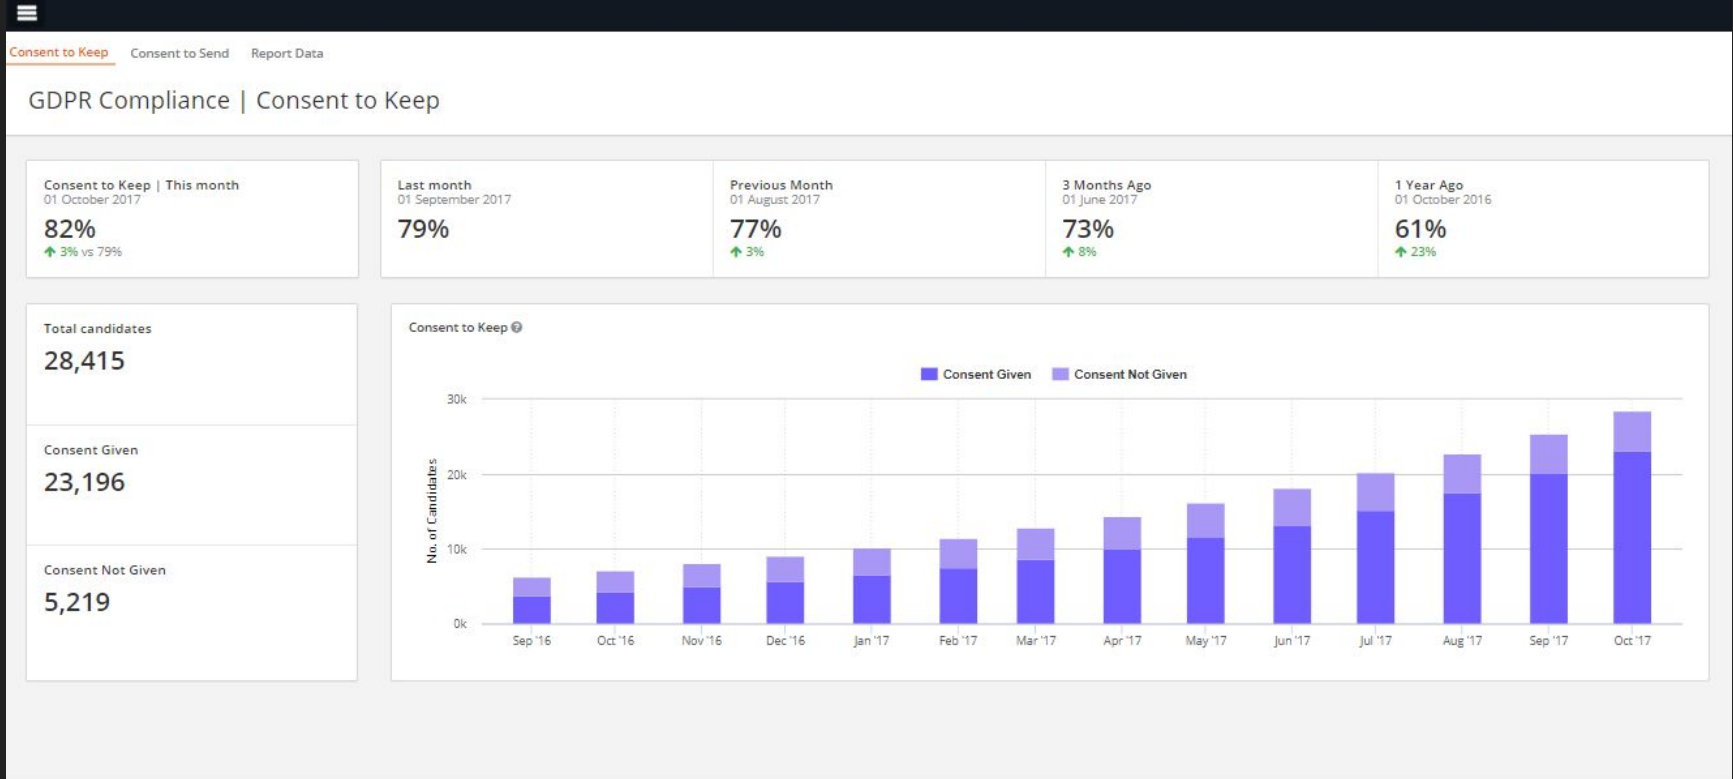 Consent to Keep Consent to Send Report Data
GDPR Compliance | Consent to Keep
Consent to Keep | This month
01 October 2017
82%
3% vs 79%
Last month
01 September 2017
79%
Previous Month
01 August 2017
77%
3%
3 Months Ago
01 June 2017
73%
8%
1 Year Ago
01 October 2016
61%
23%
Total candidates
28,415
Consent Given
23,196
Consent Not Given
5,219
Consent to Keep ?
Consent Given Consent Not Given
No. of Candidates
30k
20k
10k
0k
Sep '16 Oct '16 Nov '16 Dec '16 Jan '17 Feb '17 Mar '17 Apr '17 May '17 Jun '17 Jul '17 Aug '17 Sep '17 Oct '17